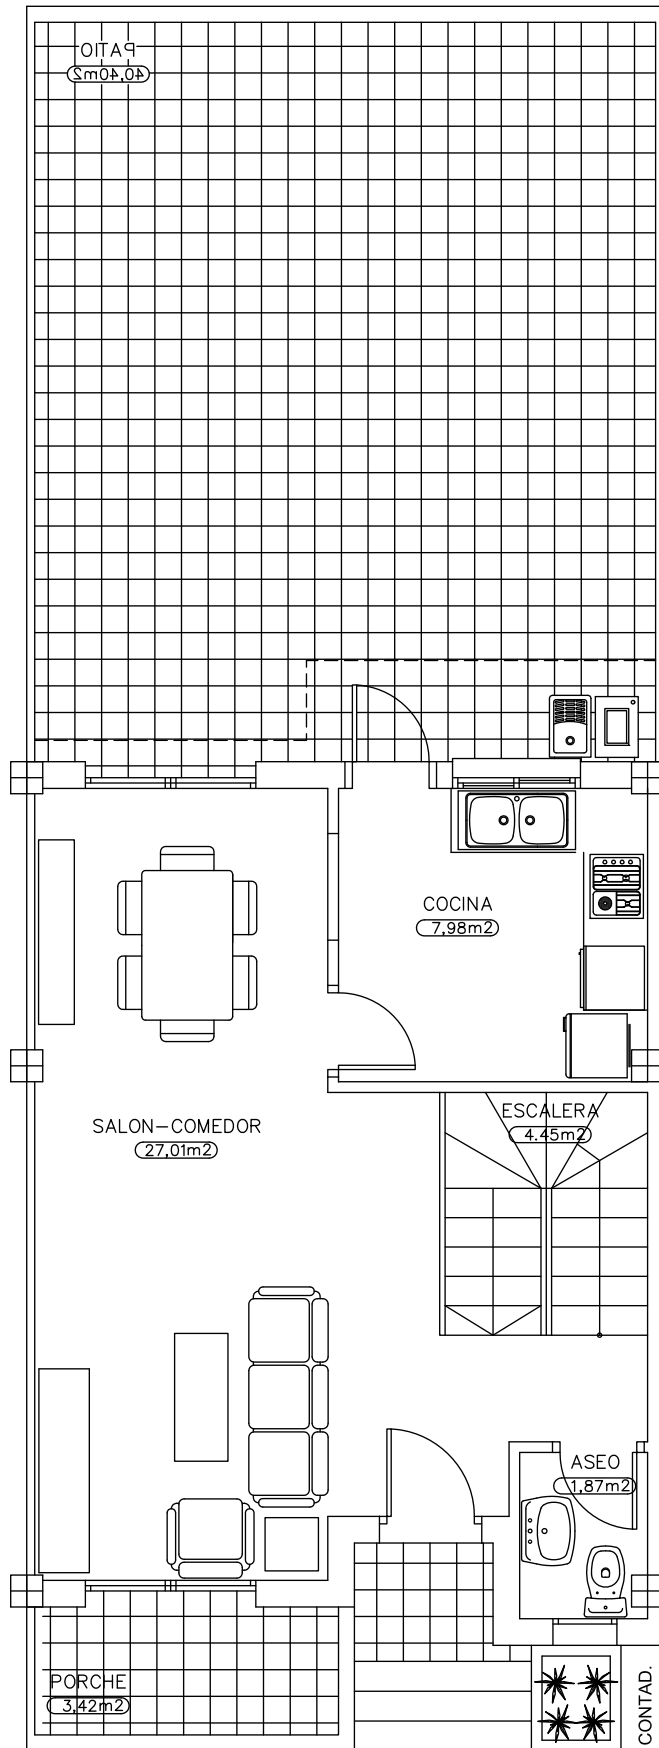 PATIO
40,40m2
COCINA
7,98m2
ESCALERA
4.45m2
SALON-COMEDOR
27,01m2
ASEO
1,87m2
PORCHE
3,42m2
CONTAD.